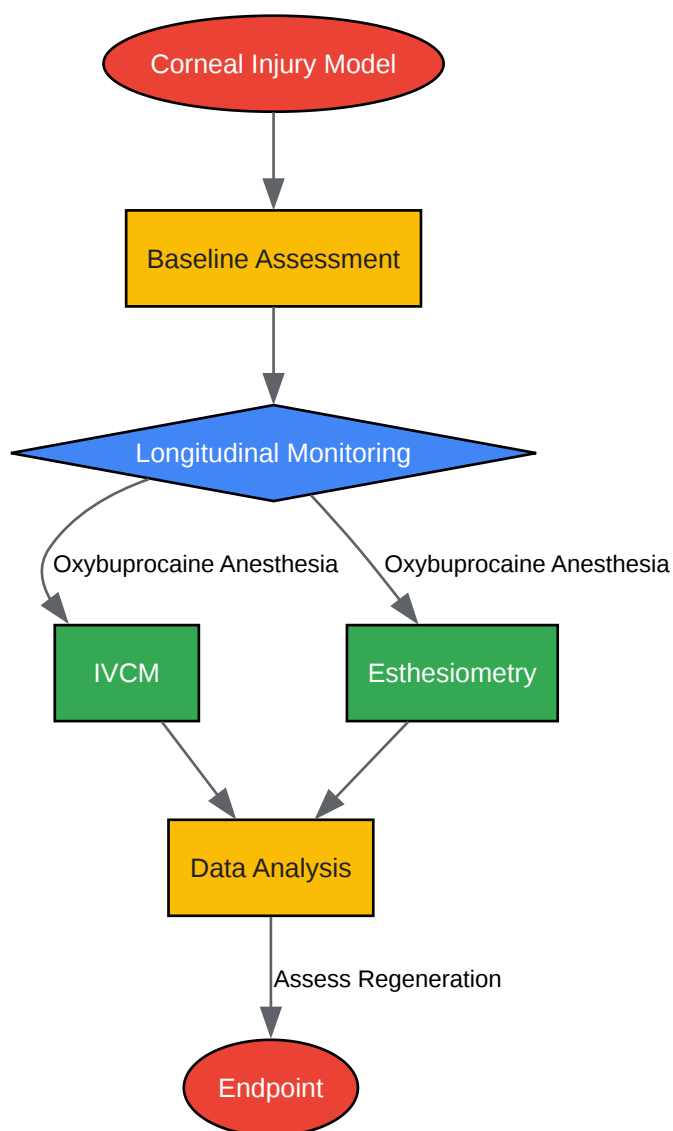 Corneal Injury Model
Baseline Assessment
Longitudinal Monitoring
Oxybuprocaine Anesthesia
Oxybuprocaine Anesthesia
IVCM
Esthesiometry
Data Analysis
Assess Regeneration
Endpoint